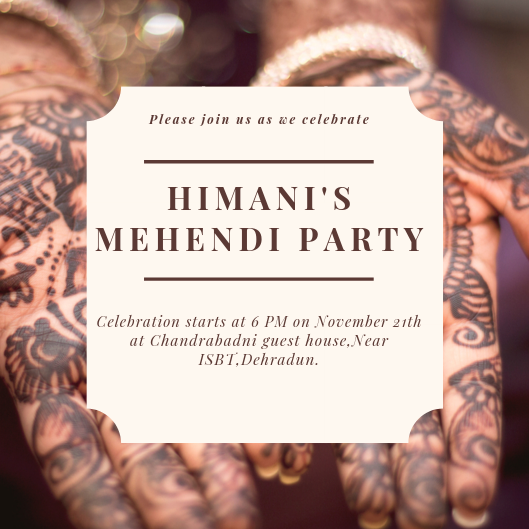 Please join us as we celebrate
HIMANI'S
MEHENDI PARTY
Celebration starts at 6 PM on November 21th
at Chandrabadni guest house,Near
ISBT,Dehradun.